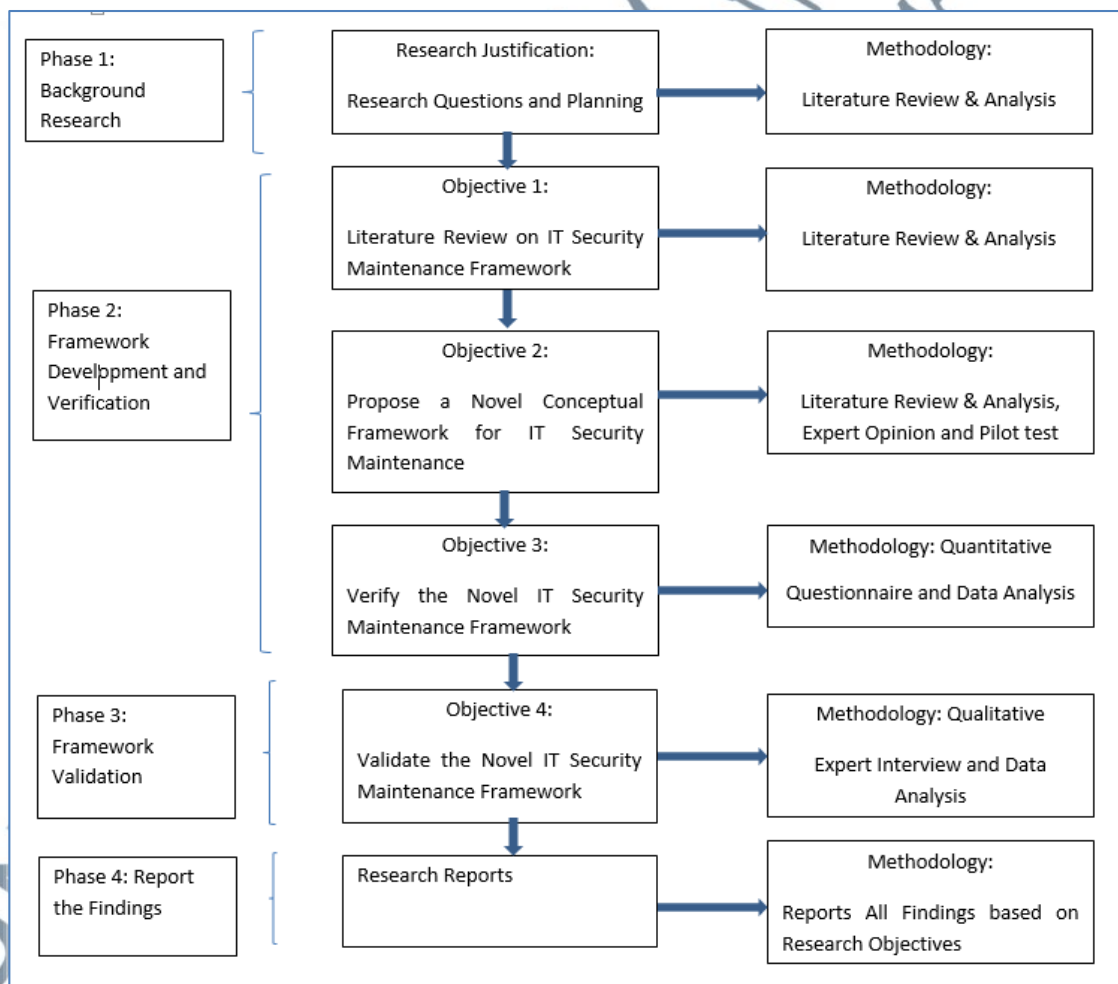 Phase 1:
Background
Research
Research Justification:
Research Questions and Planning
Methodology:
Literature Review & Analysis
Phase 2:
Framework
Development and
Verification
Objective 1:
Literature Review on IT Security
Maintenance Framework
Methodology:
Literature Review & Analysis
Objective 2:
Propose a Novel Conceptual
Framework for IT Security
Maintenance
Methodology:
Literature Review & Analysis,
Expert Opinion and Pilot test
Objective 3:
Verify the Novel IT Security
Maintenance Framework
Methodology: Quantitative
Questionnaire and Data Analysis
Phase 3:
Framework
Validation
Objective 4:
Validate the Novel IT Security
Maintenance Framework
Methodology: Qualitative
Expert Interview and Data
Analysis
Phase 4: Report
the Findings
Research Reports
Methodology:
Reports All Findings based on
Research Objectives